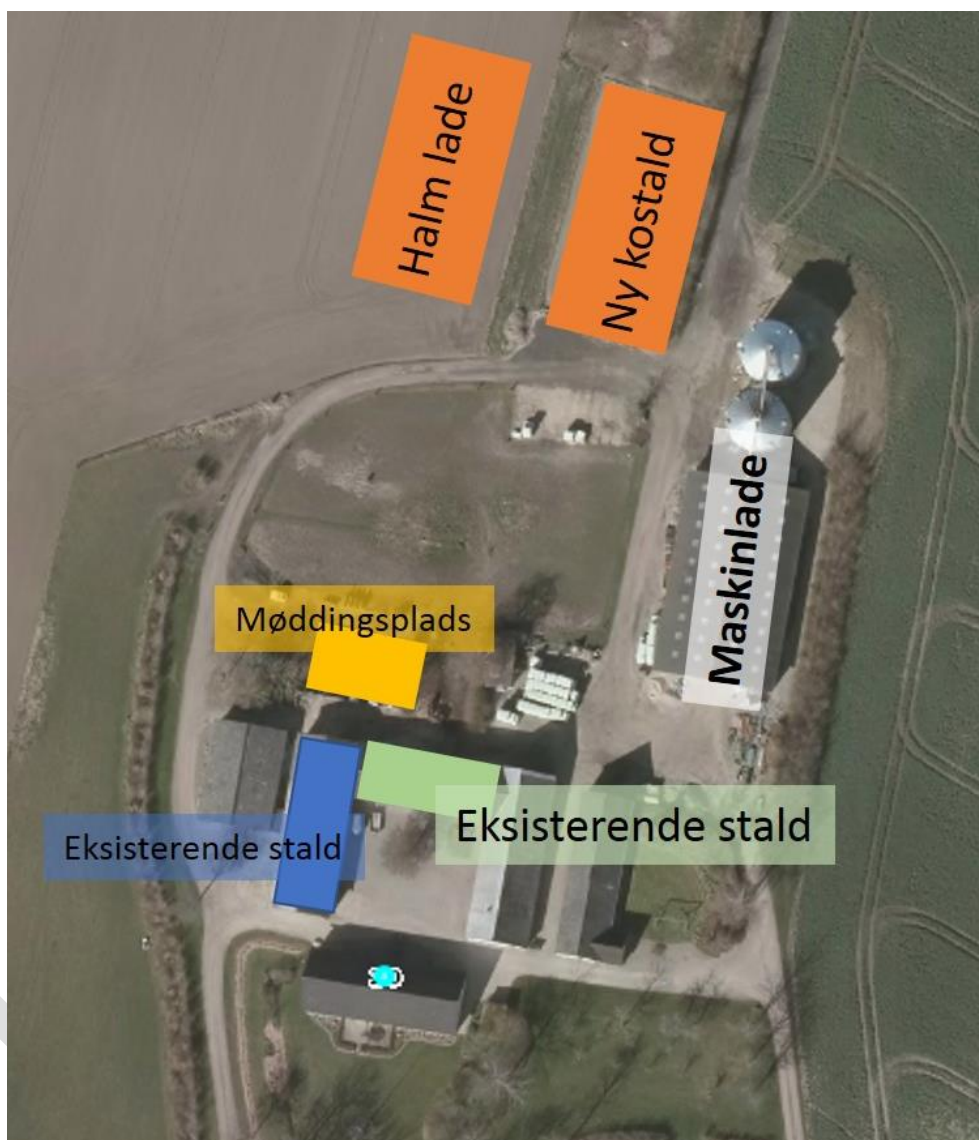 Halm lade
Ny kostald
Maskinlade
Møddingsplads
Eksisterende stald
Eksisterende stald